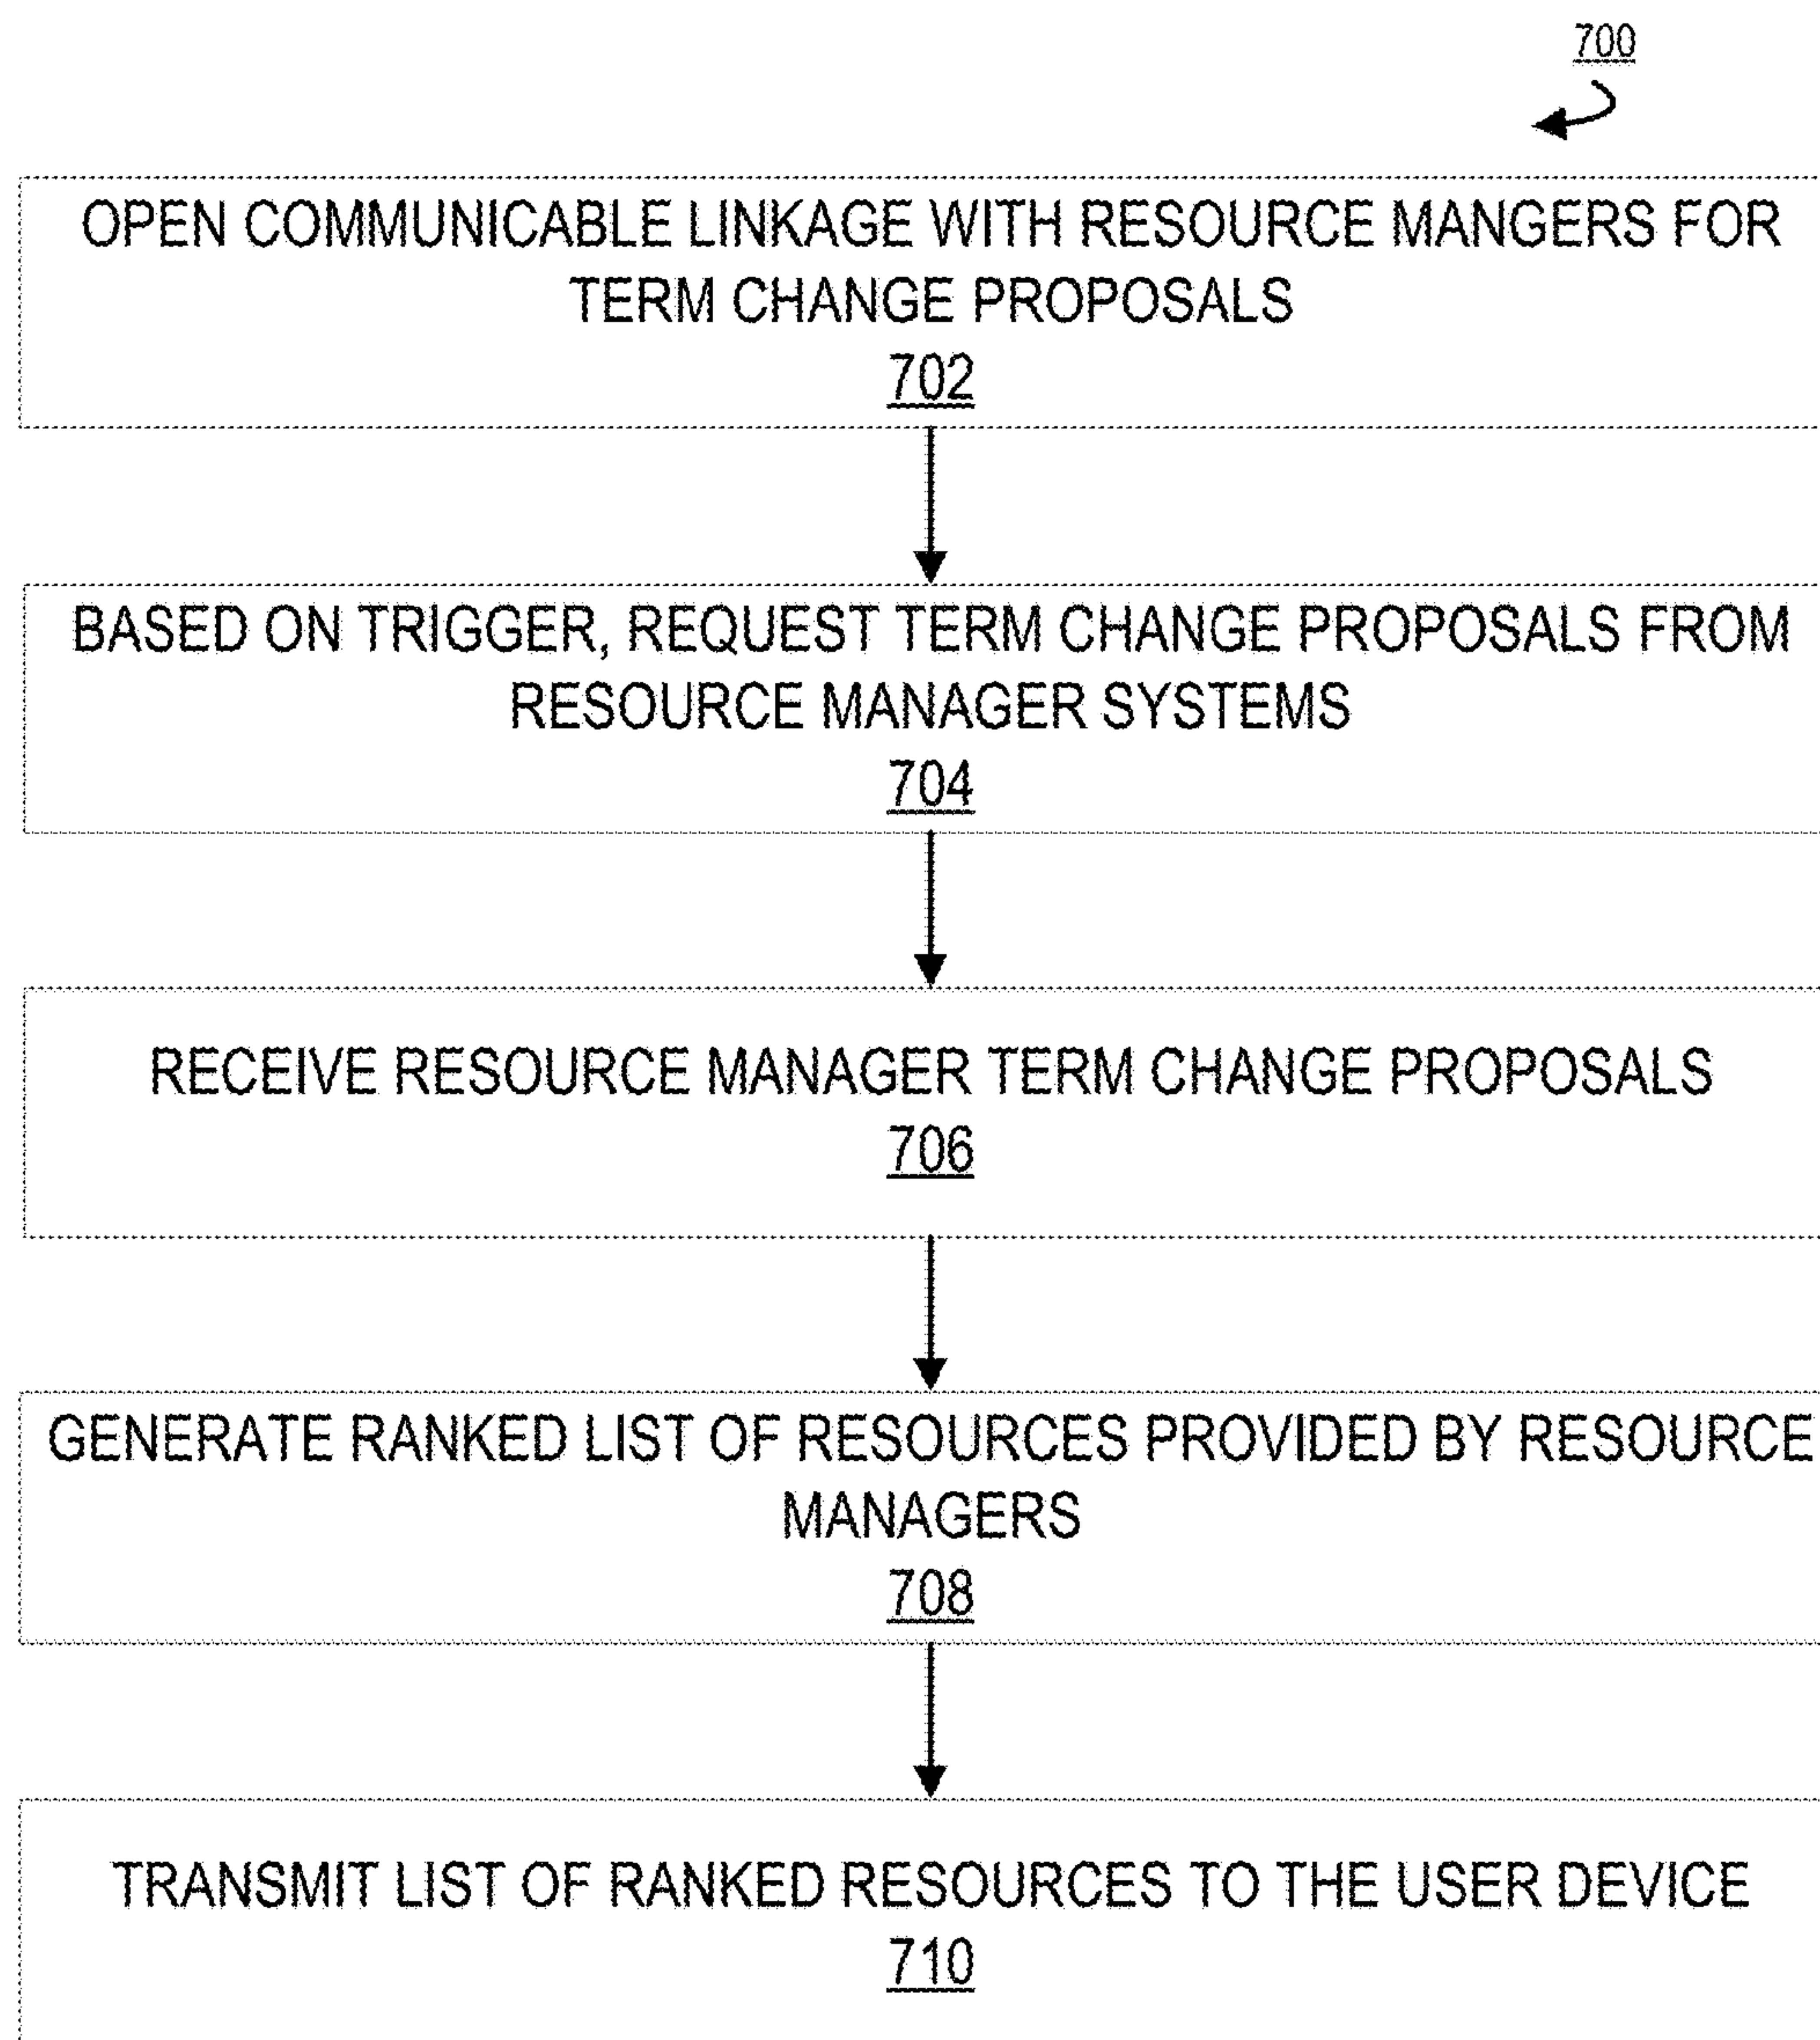 700
OPEN COMMUNICABLE LINKAGE WITH RESOURCE MANGERS FOR
TERM CHANGE PROPOSALS
702
BASED ON TRIGGER, REQUEST TERM CHANGE PROPOSALS FROM
RESOURCE MANAGER SYSTEMS
704
RECEIVE RESOURCE MANAGER TERM CHANGE PROPOSALS
706
GENERATE RANKED LIST OF RESOURCES PROVIDED BY RESOURCE
MANAGERS
708
TRANSMIT LIST OF RANKED RESOURCES TO THE USER DEVICE
710